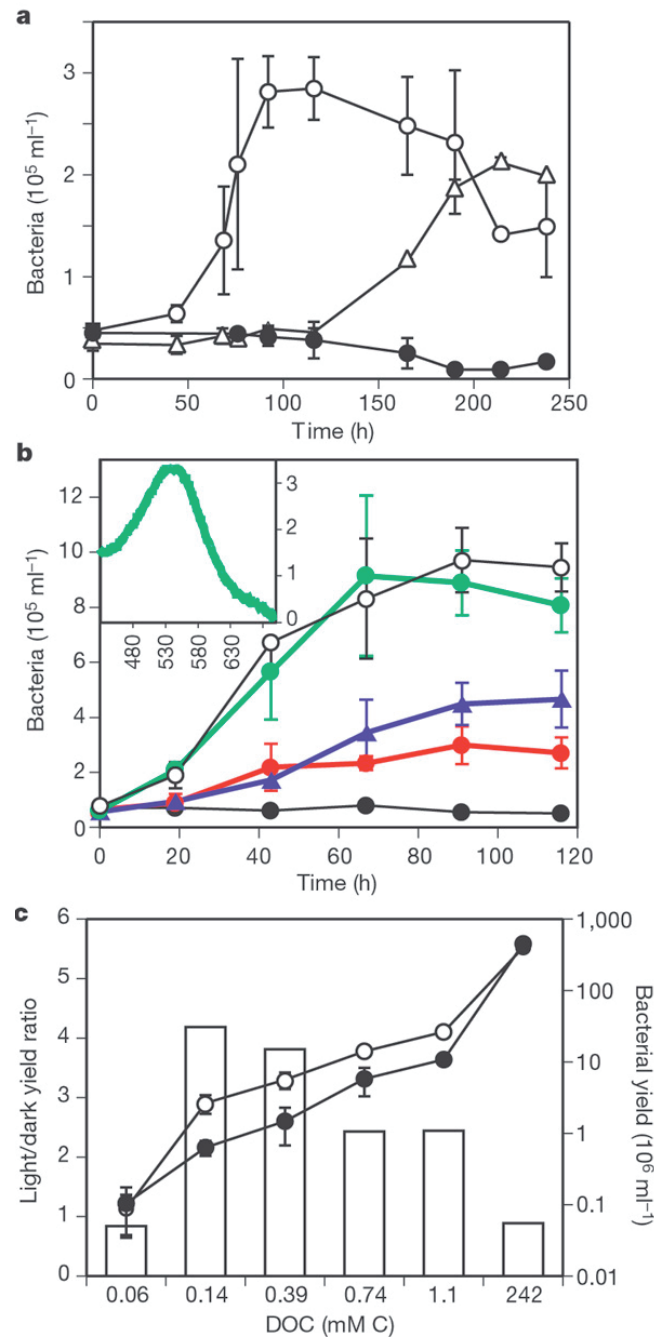 a
Bacteria (10⁵ ml⁻¹)
3
2
1
0
0 50 100 150 200 250
Time (h)
b
Bacteria (10⁵ ml⁻¹)
12
10
8
6
4
2
0
3
2
1
0
480 530 580 630
0 20 40 60 80 100 120
Time (h)
c
Light/dark yield ratio
6
5
4
3
2
1
0
1,000
100
10
1
0.1
0.01
Bacterial yield (10⁶ ml⁻¹)
0.06 0.14 0.39 0.74 1.1 242
DOC (mM C)